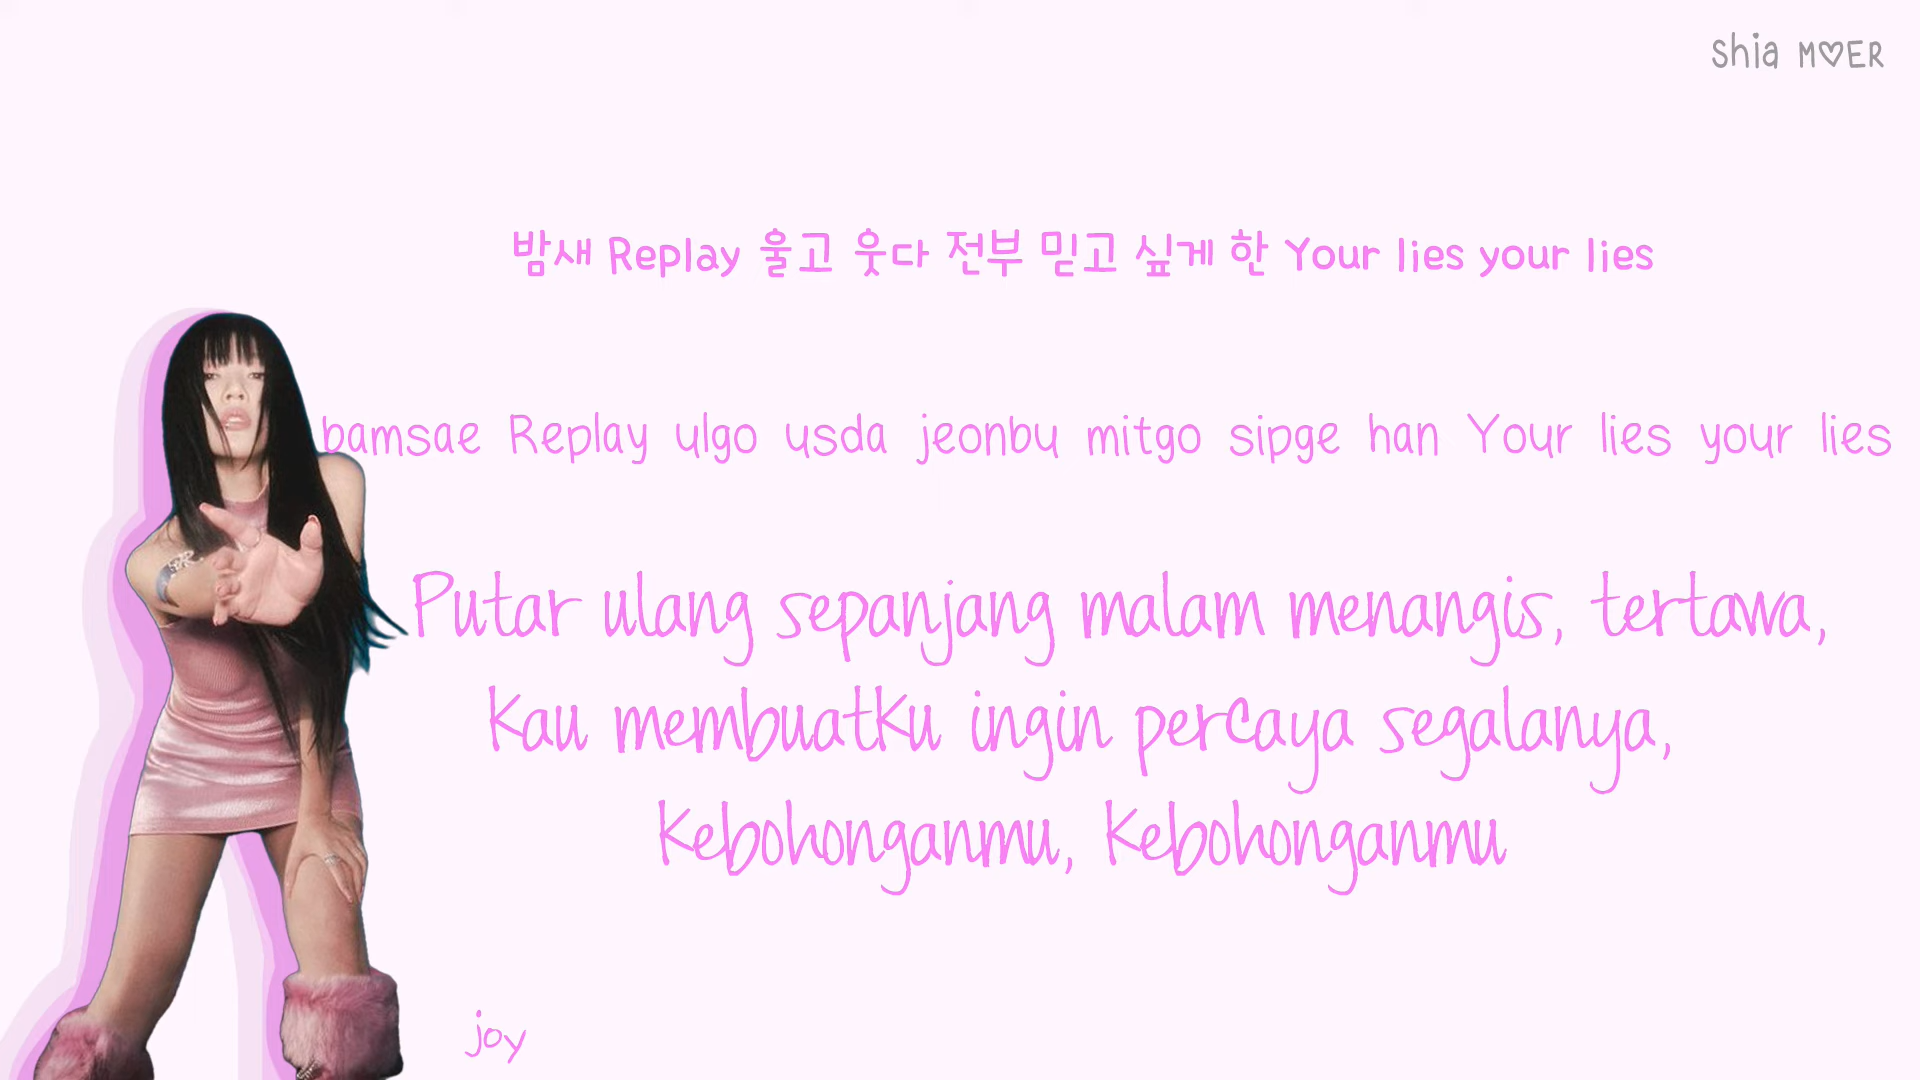 Shia M♡ER
밤새 Replay 울고 웃다 전부 믿고 싶게 한 Your lies your lies
bamsae Replay ulgo usda jeonbu mitgo sipge han Your lies your lies
Putar ulang sepanjang malam menangis, tertawa,
Kau membuatku ingin percaya segalanya,
Kebohonganmu, Kebohonganmu
joy